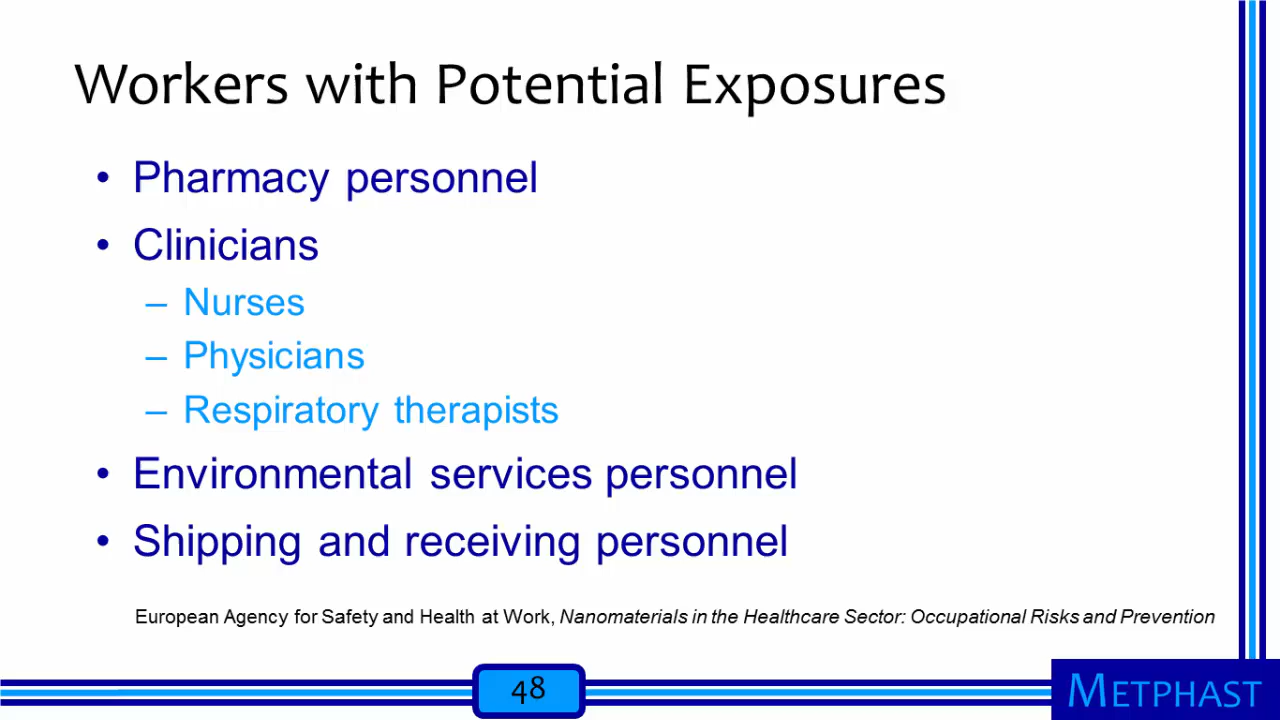 Workers with Potential Exposures
• Pharmacy personnel
• Clinicians
– Nurses
– Physicians
– Respiratory therapists
• Environmental services personnel
• Shipping and receiving personnel
European Agency for Safety and Health at Work, Nanomaterials in the Healthcare Sector: Occupational Risks and Prevention
48
METPHAST